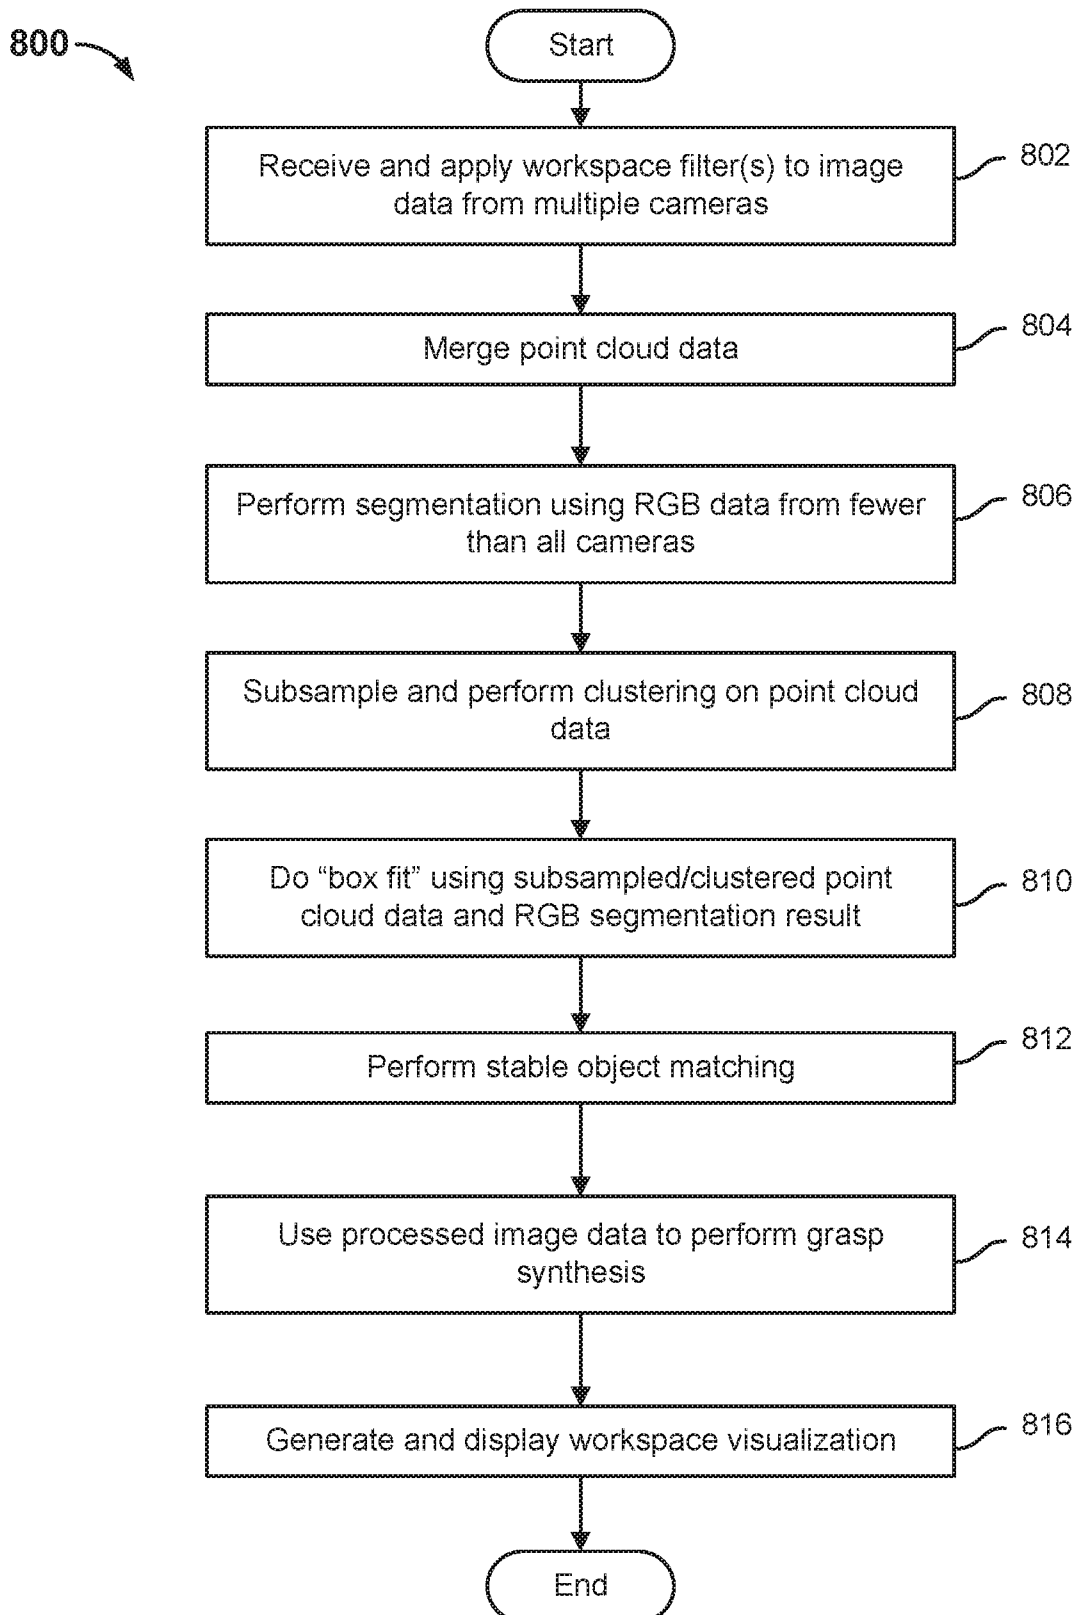 800
Start
Receive and apply workspace filter(s) to image
data from multiple cameras
802
Merge point cloud data
804
Perform segmentation using RGB data from fewer
than all cameras
806
Subsample and perform clustering on point cloud
data
808
Do “box fit” using subsampled/clustered point
cloud data and RGB segmentation result
810
Perform stable object matching
812
Use processed image data to perform grasp
synthesis
814
Generate and display workspace visualization
816
End